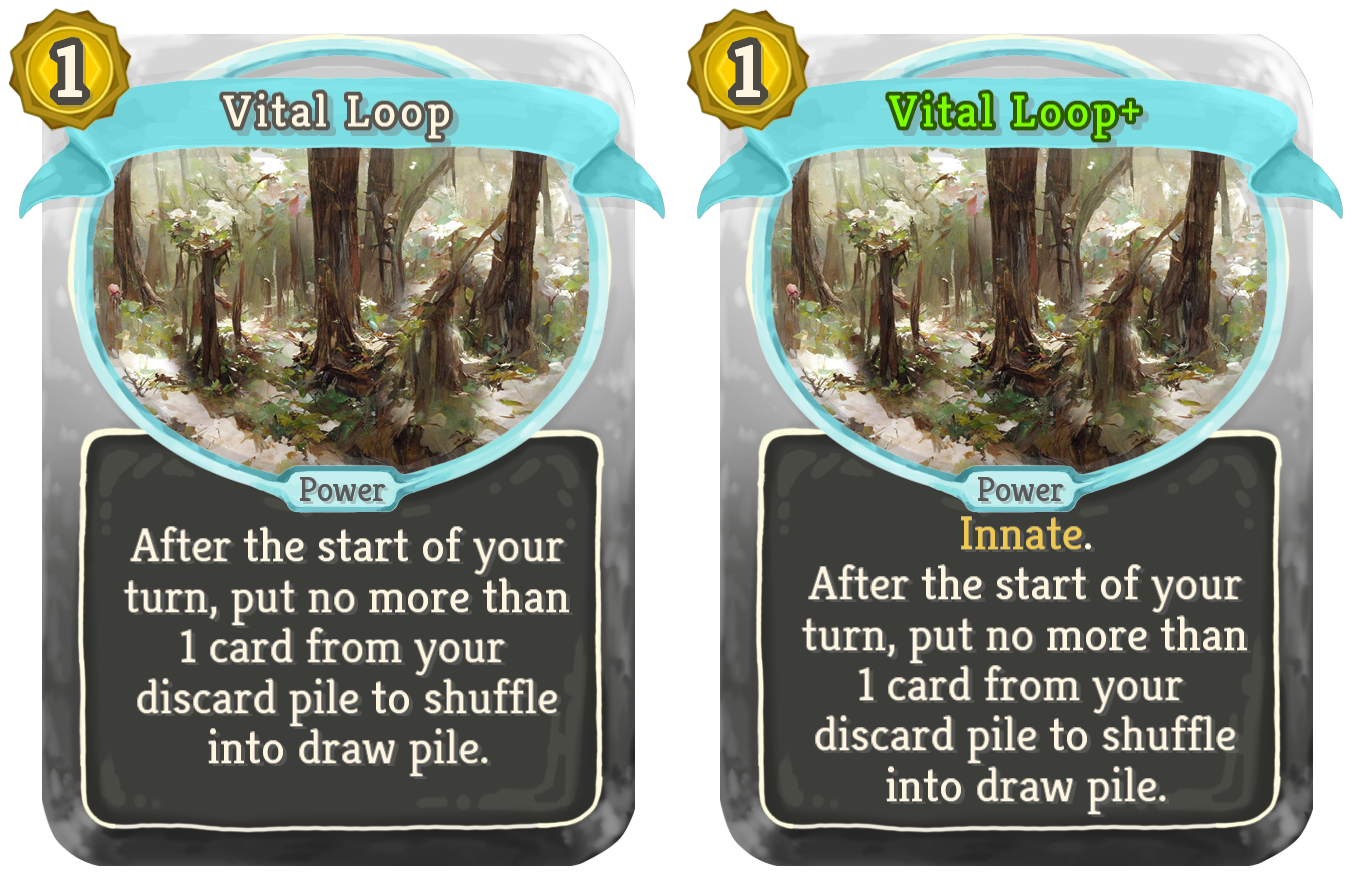 1
Vital Loop
Power
After the start of your
turn, put no more than
1 card from your
discard pile to shuffle
into draw pile.
1
Vital Loop+
Power
Innate.
After the start of your
turn, put no more than
1 card from your
discard pile to shuffle
into draw pile.